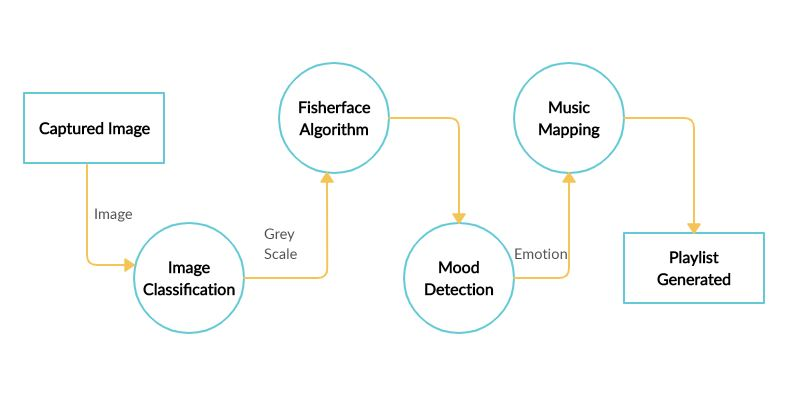 Captured Image
Image
Image
Classification
Grey
Scale
Fisherface
Algorithm
Mood
Detection
Emotion
Music
Mapping
Playlist
Generated